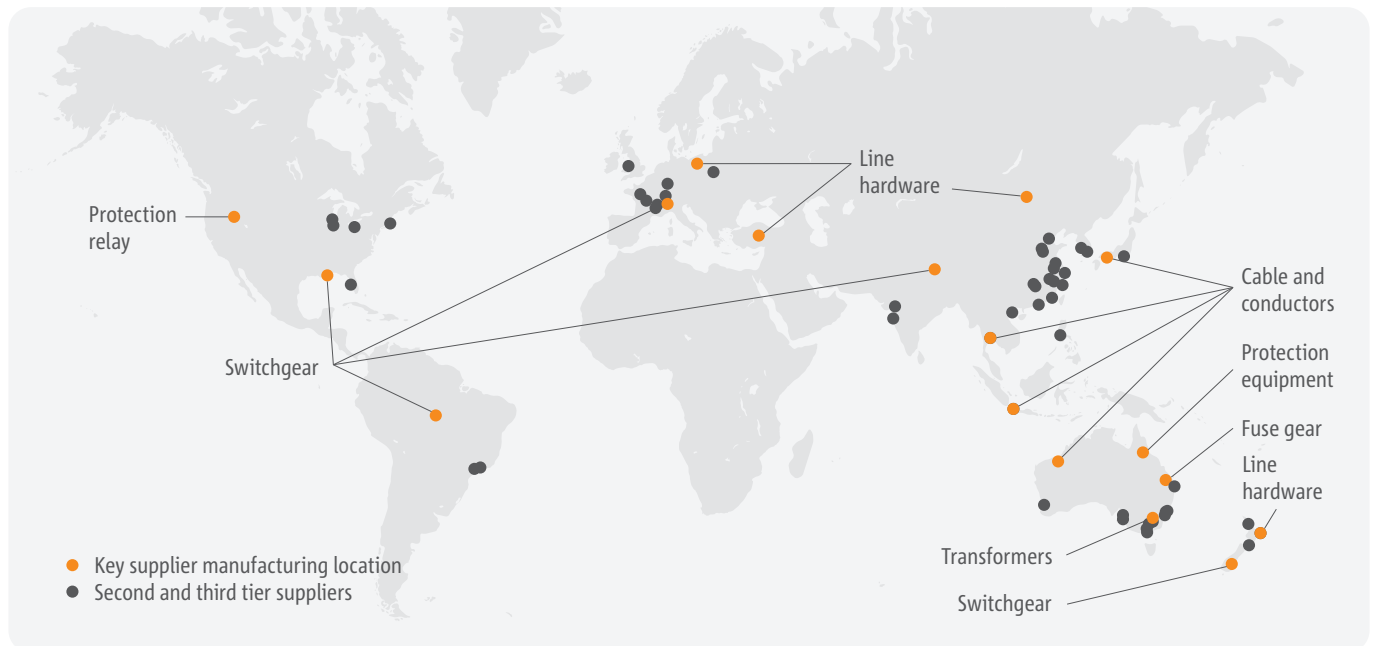 Line
hardware
Protection
relay
Cable and
conductors
Switchgear
Protection
equipment
Fuse gear
Line
hardware
Transformers
Key supplier manufacturing location
Second and third tier suppliers
Switchgear